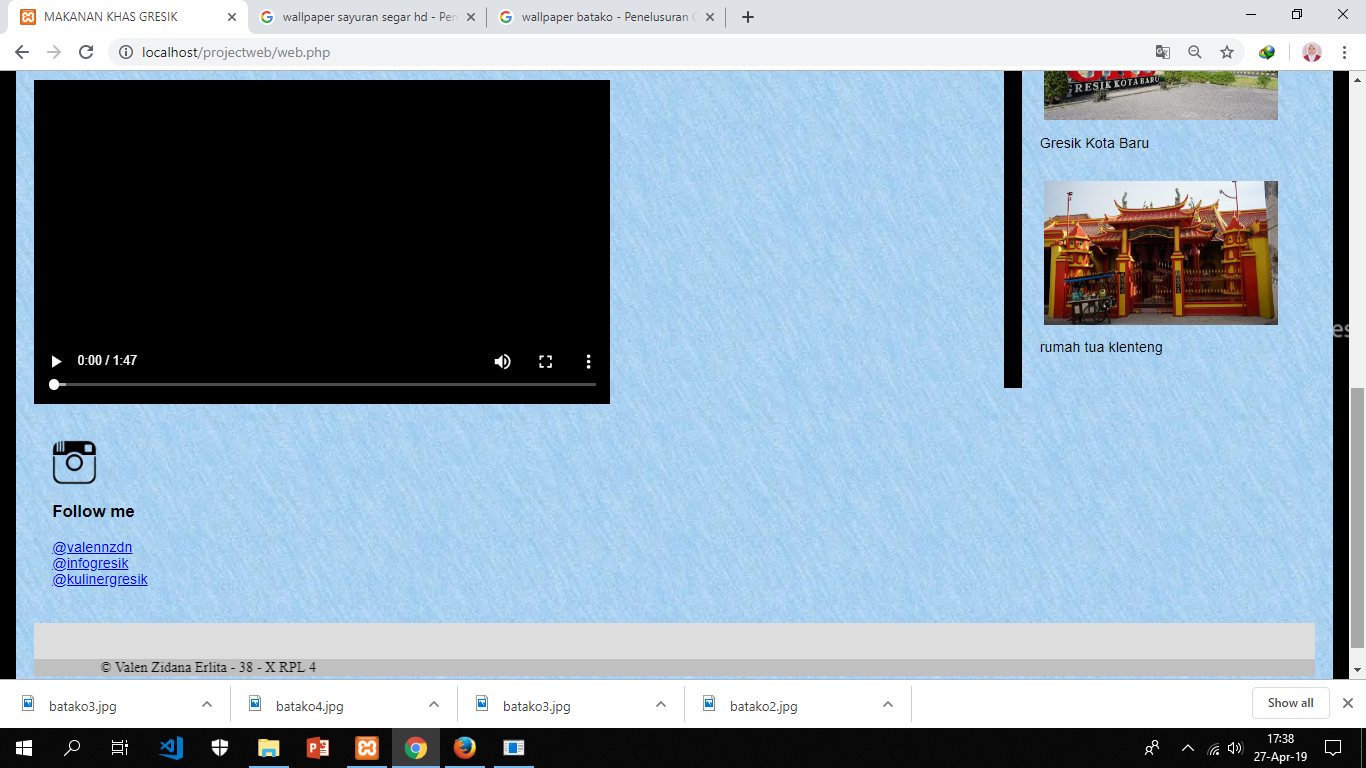 MAKANAN KHAS GRESIK
wallpaper sayuran segar hd - Pen
wallpaper batako - Penelusuran
localhost/projectweb/web.php
GRESIK KOTA BARU
Gresik Kota Baru
rumah tua klenteng
es
0:00 / 1:47
Follow me
@valennzdn
@infogresik
@kulinergresik
© Valen Zidana Erlita - 38 - X RPL 4
batako3.jpg
batako4.jpg
batako3.jpg
batako2.jpg
Show all
17:38
27-Apr-19